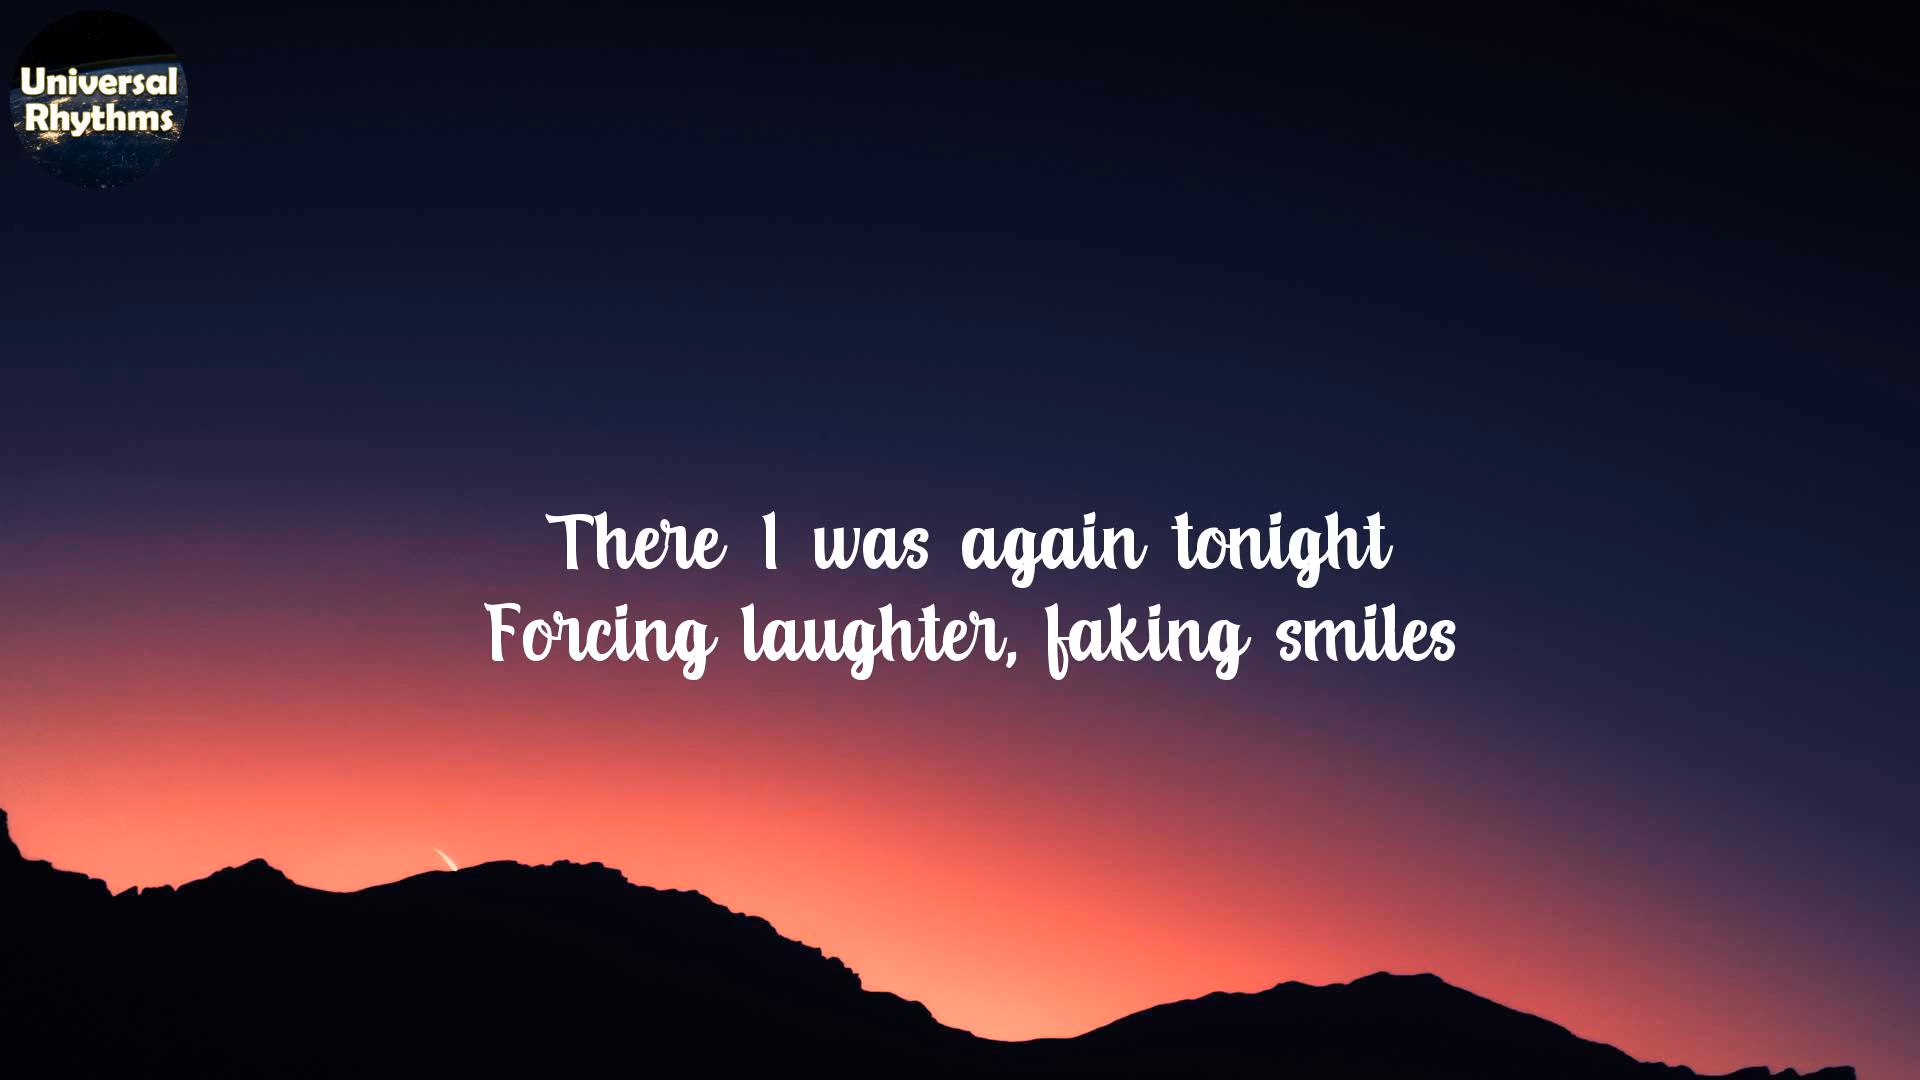 Universal
Rhythms
There I was again tonight
Forcing laughter, faking smiles